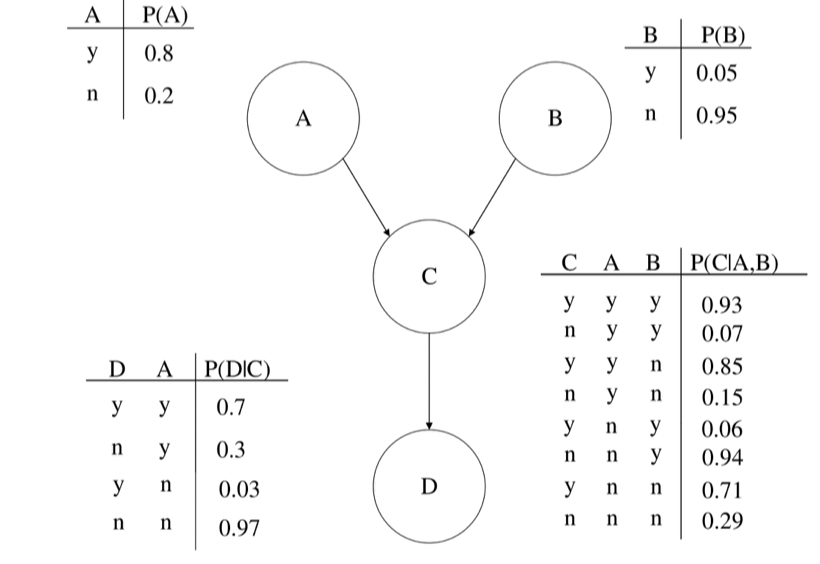 A P(A)
y 0.8
n 0.2
B P(B)
y 0.05
n 0.95
A
B
C
D
C A B P(C|A,B)
y y y 0.93
n y y 0.07
y y n 0.85
n y n 0.15
y n y 0.06
n n y 0.94
y n n 0.71
n n n 0.29
D A P(D|C)
y y 0.7
n y 0.3
y n 0.03
n n 0.97